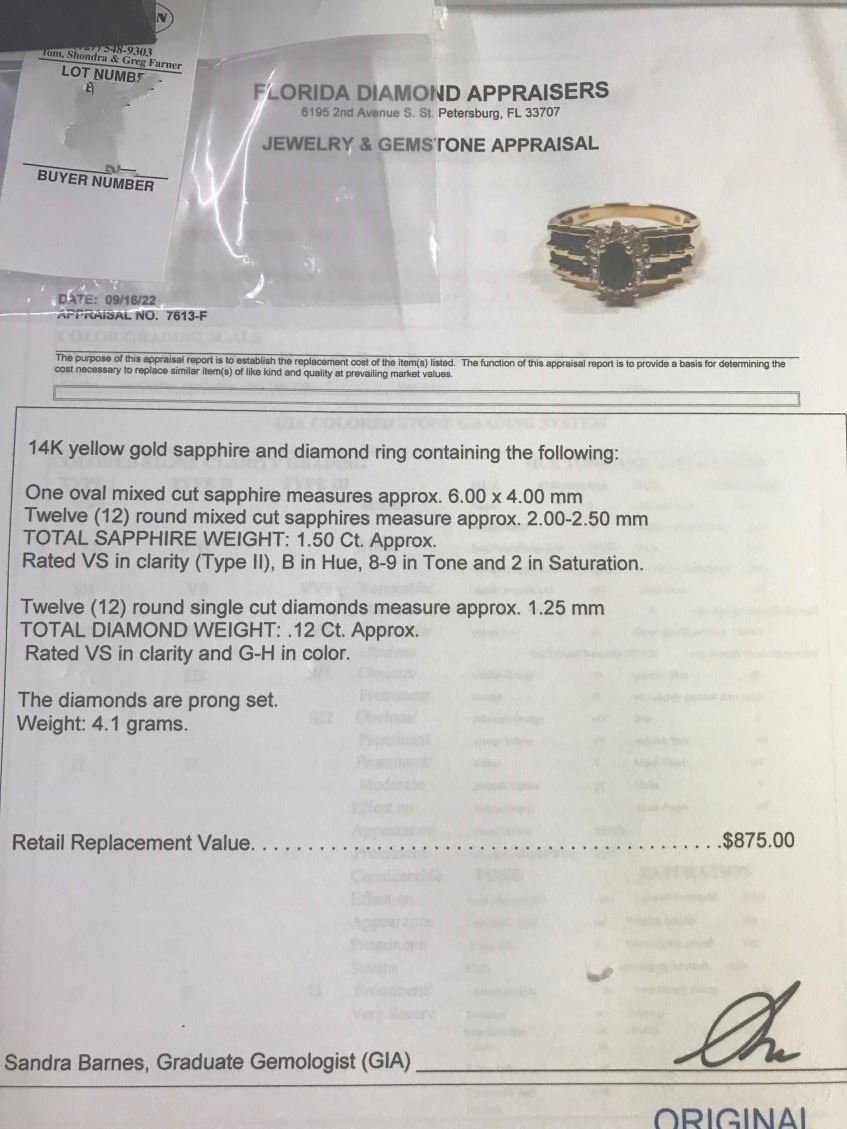 N
548-9303
Tom, Shondra & Greg Farner
LOT
BUYER NUMBER
FLORIDA DIAMOND APPRAISERS
6195 2nd Avenue S. St. Petersburg, FL 33707
JEWELRY & GEMSTONE APPRAISAL
DATE: 09/16/22
APPRAISAL NO. 7613-F
The purpose of this appraisal report is to establish the replacement cost of the item(s) listed. The function of this appraisal report is to provide a basis for determining the
cost necessary to replace similar item(s) of like kind and quality at prevailing market values.
14K yellow gold sapphire and diamond ring containing the following:
One oval mixed cut sapphire measures approx. 6.00 x 4.00 mm
Twelve (12) round mixed cut sapphires measure approx. 2.00-2.50 mm
TOTAL SAPPHIRE WEIGHT: 1.50 Ct. Approx.
Rated VS in clarity (Type II), B in Hue, 8-9 in Tone and 2 in Saturation.
Twelve (12) round single cut diamonds measure approx. 1.25 mm
TOTAL DIAMOND WEIGHT: .12 Ct. Approx.
Rated VS in clarity and G-H in color.
The diamonds are prong set.
Weight: 4.1 grams.
Retail Replacement Value. . . . . . . . . . . . . . . . . . . . . . . . . . . . . . . . . . . . . . . . .$875.00
Sandra Barnes, Graduate Gemologist (GIA)
ORIGINAL